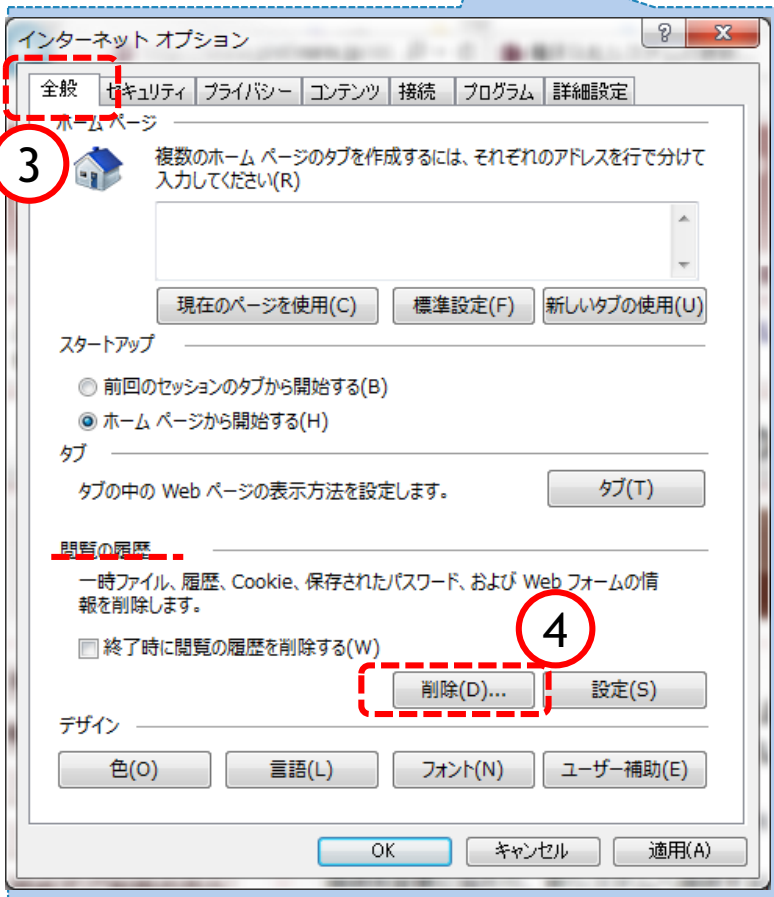 インターネット オプション
全般 セキュリティ プライバシー コンテンツ 接続 プログラム 詳細設定
ホーム ページ
3
複数のホーム ページのタブを作成するには、それぞれのアドレスを行で分けて
入力してください(R)
現在のページを使用(C) 標準設定(F) 新しいタブの使用(U)
スタートアップ
前回のセッションのタブから開始する(B)
ホーム ページから開始する(H)
タブ
タブの中の Web ページの表示方法を設定します。 タブ(T)
閲覧の履歴
一時ファイル、履歴、Cookie、保存されたパスワード、および Web フォームの情
報を削除します。
4
終了時に閲覧の履歴を削除する(W)
削除(D)... 設定(S)
デザイン
色(O) 言語(L) フォント(N) ユーザー補助(E)
OK キャンセル 適用(A)